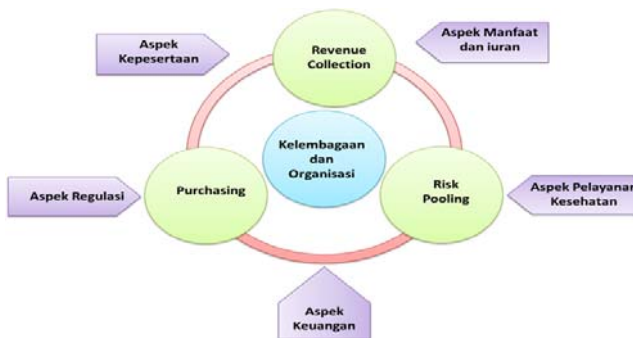 Aspek
Kepesertaan
Revenue
Collection
Aspek Manfaat
dan iuran
Kelembagaan
dan
Organisasi
Aspek Regulasi
Purchasing
Risk
Pooling
Aspek Pelayanan
Kesehatan
Aspek
Keuangan